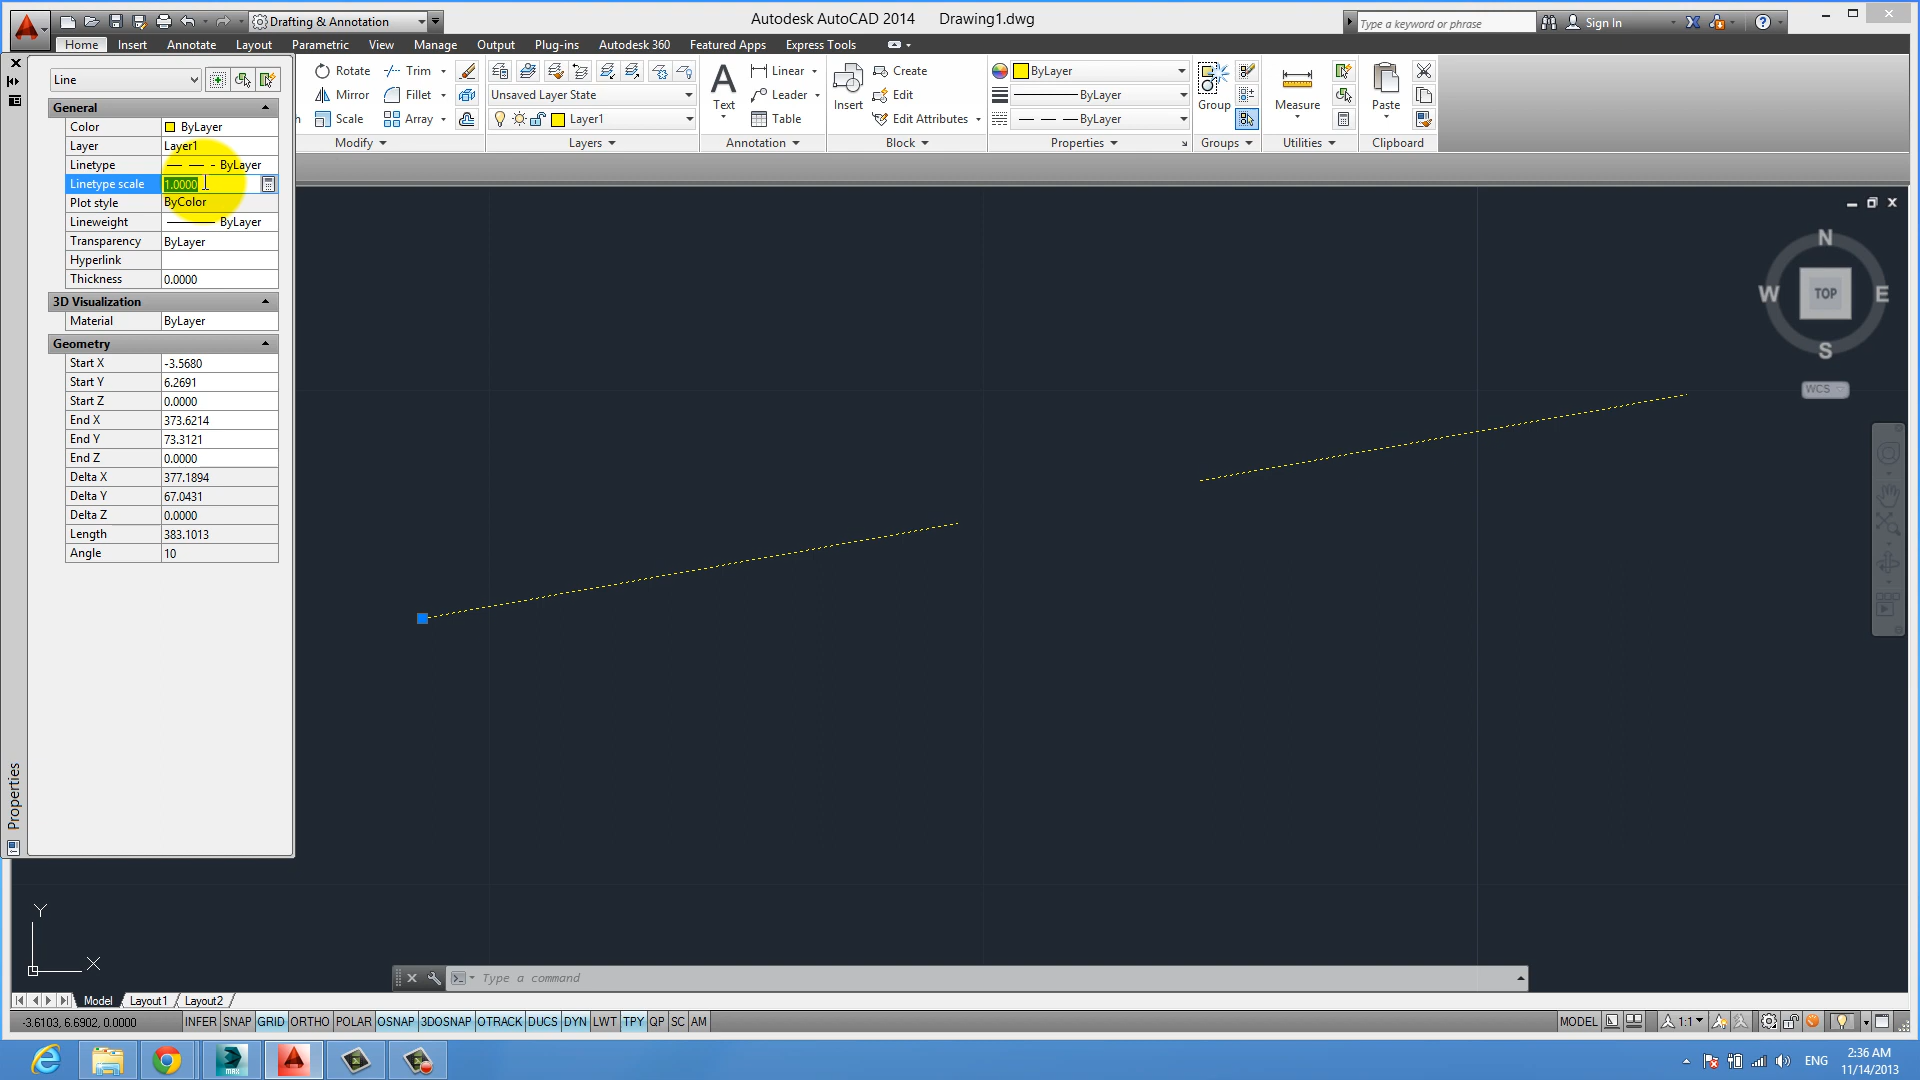 Drafting & Annotation
Autodesk AutoCAD 2014 Drawing1.dwg
Type a keyword or phrase
Sign In
Home Insert Annotate Layout Parametric View Manage Output Plug-ins Autodesk 360 Featured Apps Express Tools
Rotate Trim
Mirror Fillet
Scale Array
Modify
Unsaved Layer State
Layer1
Layers
Text
Linear
Leader
Table
Annotation
Insert
Create
Edit
Edit Attributes
Block
ByLayer
ByLayer
ByLayer
Properties
Group
Groups
Measure
Utilities
Paste
Clipboard
Line
General
Color ByLayer
Layer Layer1
Linetype ByLayer
Linetype scale 1.0000
Plot style ByColor
Lineweight ByLayer
Transparency ByLayer
Hyperlink
Thickness 0.0000
3D Visualization
Material ByLayer
Geometry
Start X -3.5680
Start Y 6.2691
Start Z 0.0000
End X 373.6214
End Y 73.3121
End Z 0.0000
Delta X 377.1894
Delta Y 67.0431
Delta Z 0.0000
Length 383.1013
Angle 10
Properties
N
W TOP E
S
WCS
Y
X
Type a command
Model Layout1 Layout2
-3.6103, 6.6902, 0.0000 INFER SNAP GRID ORTHO POLAR OSNAP 3DOSNAP OTRACK DUCS DYN LWT TPY QP SC AM MODEL 1:1
MAX
ENG
2:36 AM
11/14/2013